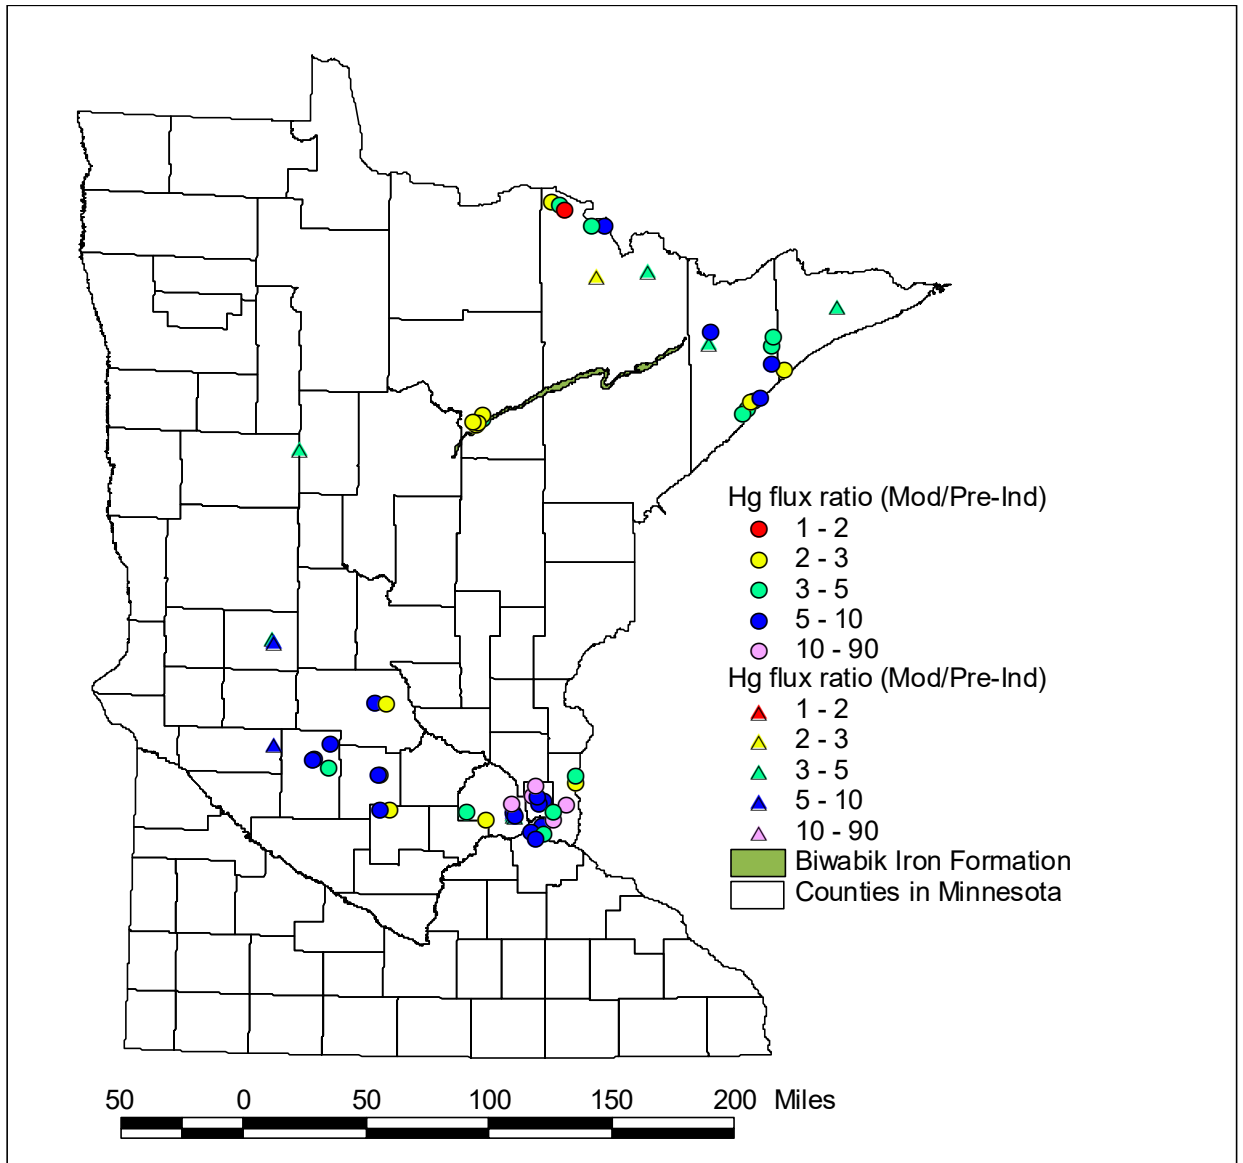 Hg flux ratio (Mod/Pre-Ind)
1 - 2
2 - 3
3 - 5
5 - 10
10 - 90
Hg flux ratio (Mod/Pre-Ind)
1 - 2
2 - 3
3 - 5
5 - 10
10 - 90
Biwabik Iron Formation
Counties in Minnesota
50 0 50 100 150 200 Miles